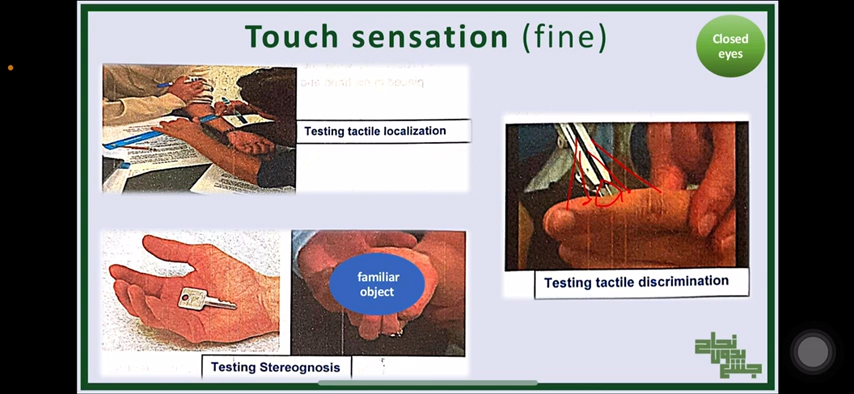 Touch sensation (fine)
Closed
eyes
Testing tactile localization
familiar
object
Testing tactile discrimination
Testing Stereognosis